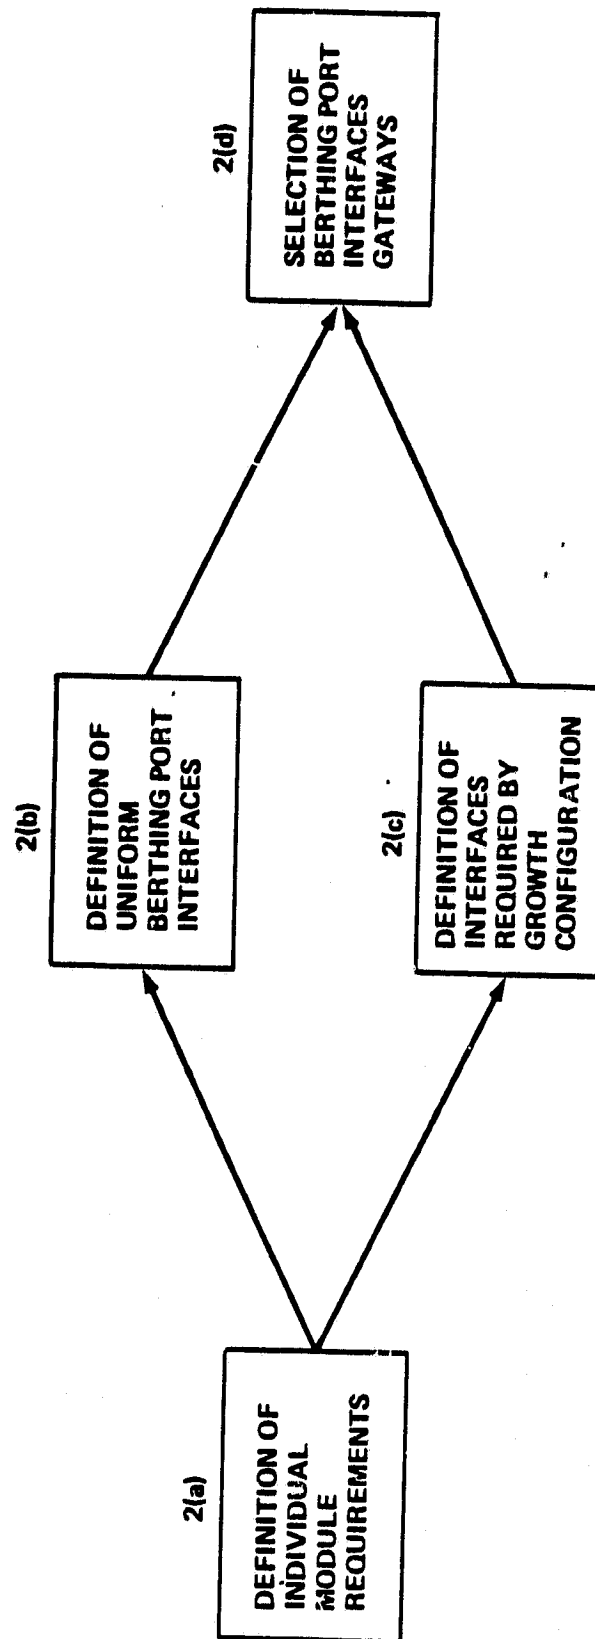 2(a)
DEFINITION OF
INDIVIDUAL
MODULE
REQUIREMENTS
2(b)
DEFINITION OF
UNIFORM
BERTHING PORT
INTERFACES
2(c)
DEFINITION OF
INTERFACES
REQUIRED BY
GROWTH
CONFIGURATION
2(d)
SELECTION OF
BERTHING PORT
INTERFACES
GATEWAYS